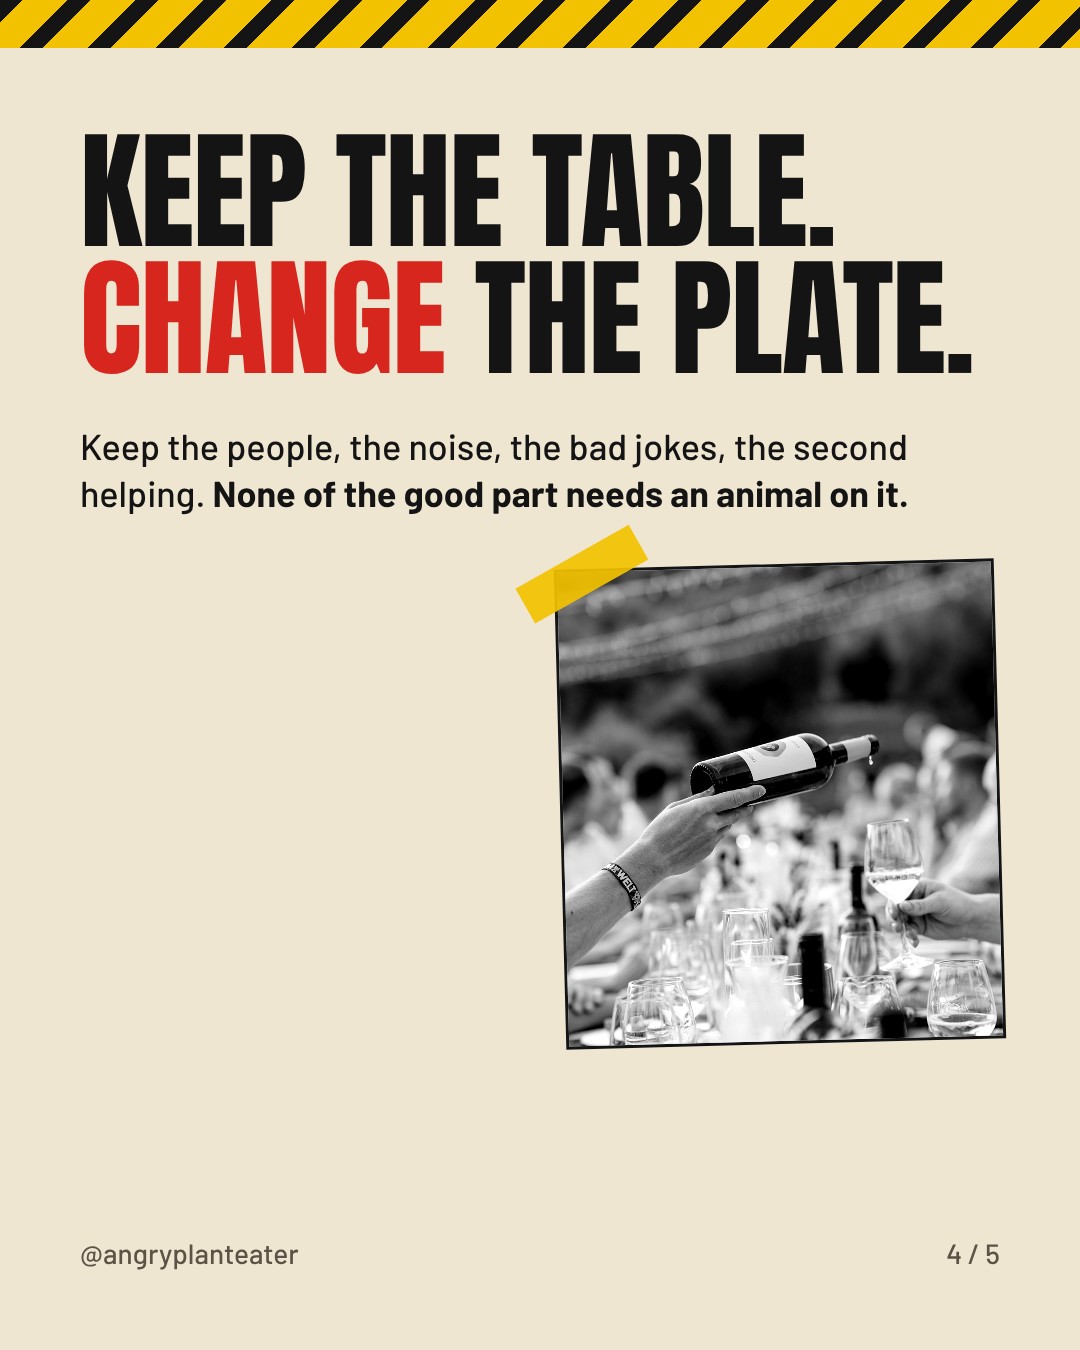 KEEP THE TABLE.
CHANGE THE PLATE.
Keep the people, the noise, the bad jokes, the second
helping. None of the good part needs an animal on it.
WELT
@angryplanteater
4 / 5